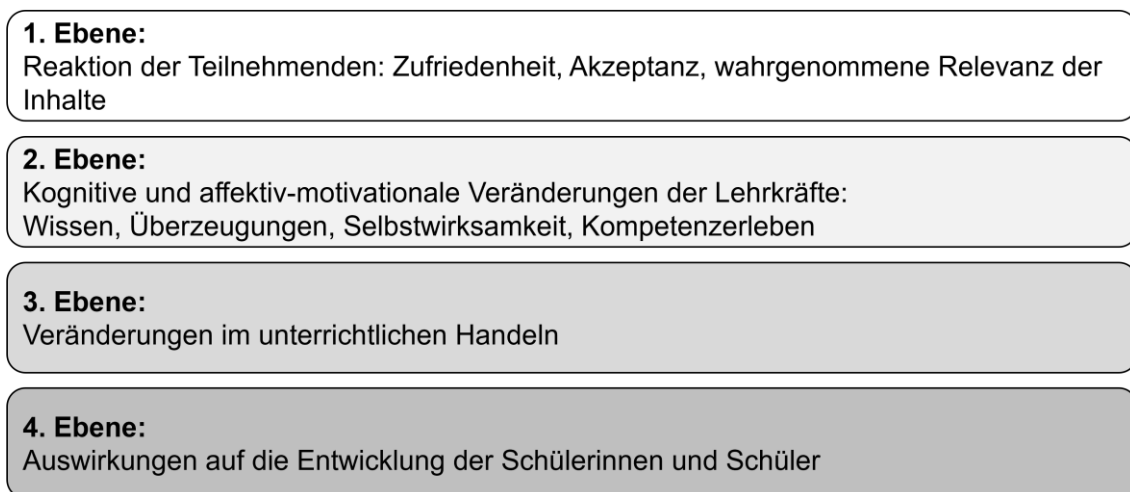 1. Ebene:
Reaktion der Teilnehmenden: Zufriedenheit, Akzeptanz, wahrgenommene Relevanz der
Inhalte
2. Ebene:
Kognitive und affektiv-motivationale Veränderungen der Lehrkräfte:
Wissen, Überzeugungen, Selbstwirksamkeit, Kompetenzerleben
3. Ebene:
Veränderungen im unterrichtlichen Handeln
4. Ebene:
Auswirkungen auf die Entwicklung der Schülerinnen und Schüler